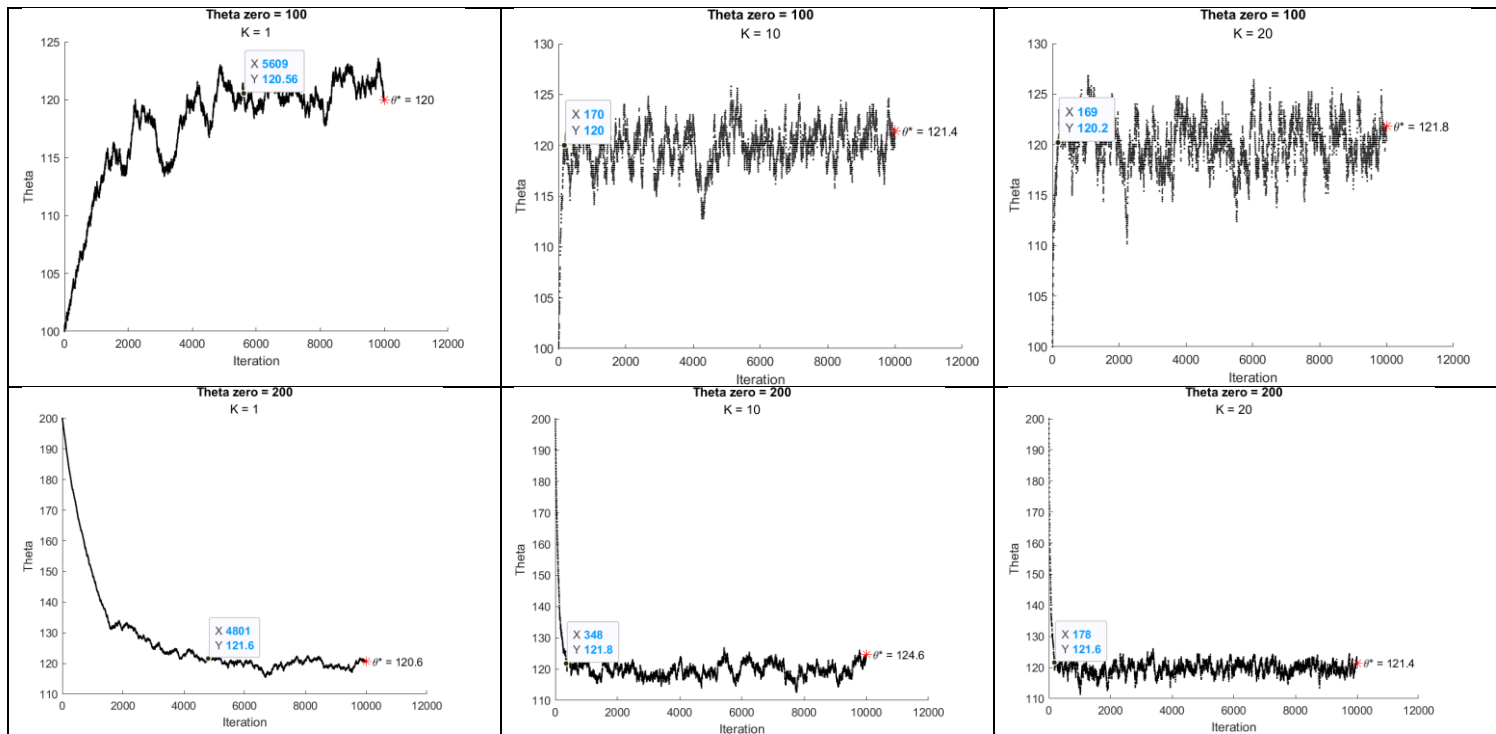 Theta zero = 100
K = 1
125
120
115
110
105
100
Theta
X 5609
Y 120.56
θ* = 120
0 2000 4000 6000 8000 10000 12000
Iteration
Theta zero = 100
K = 10
130
125
120
115
110
105
100
Theta
X 170
Y 120
θ* = 121.4
0 2000 4000 6000 8000 10000 12000
Iteration
Theta zero = 100
K = 20
130
125
120
115
110
105
100
Theta
X 169
Y 120.2
θ* = 121.8
0 2000 4000 6000 8000 10000 12000
Iteration
Theta zero = 200
K = 1
200
190
180
170
160
150
140
130
120
110
Theta
X 4801
Y 121.6
θ* = 120.6
0 2000 4000 6000 8000 10000 12000
Iteration
Theta zero = 200
K = 10
200
190
180
170
160
150
140
130
120
110
Theta
X 348
Y 121.8
θ* = 124.6
0 2000 4000 6000 8000 10000 12000
Iteration
Theta zero = 200
K = 20
200
190
180
170
160
150
140
130
120
110
Theta
X 178
Y 121.6
θ* = 121.4
0 2000 4000 6000 8000 10000 12000
Iteration